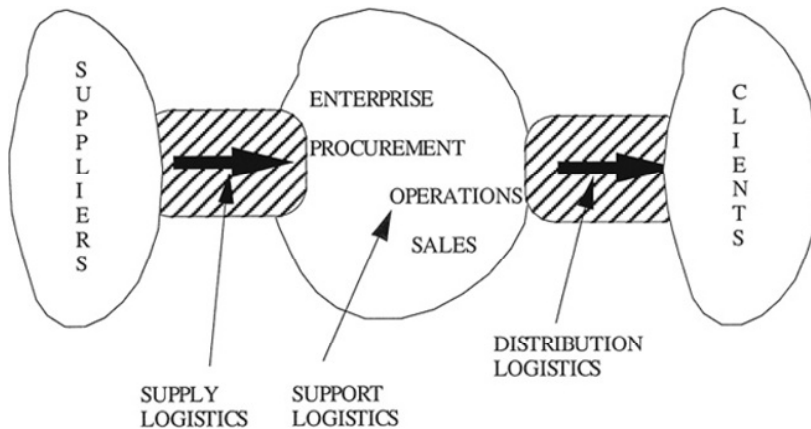 SUPPLIERS
ENTERPRISE
PROCUREMENT
OPERATIONS
SALES
CLIENTS
SUPPLY
LOGISTICS
SUPPORT
LOGISTICS
DISTRIBUTION
LOGISTICS